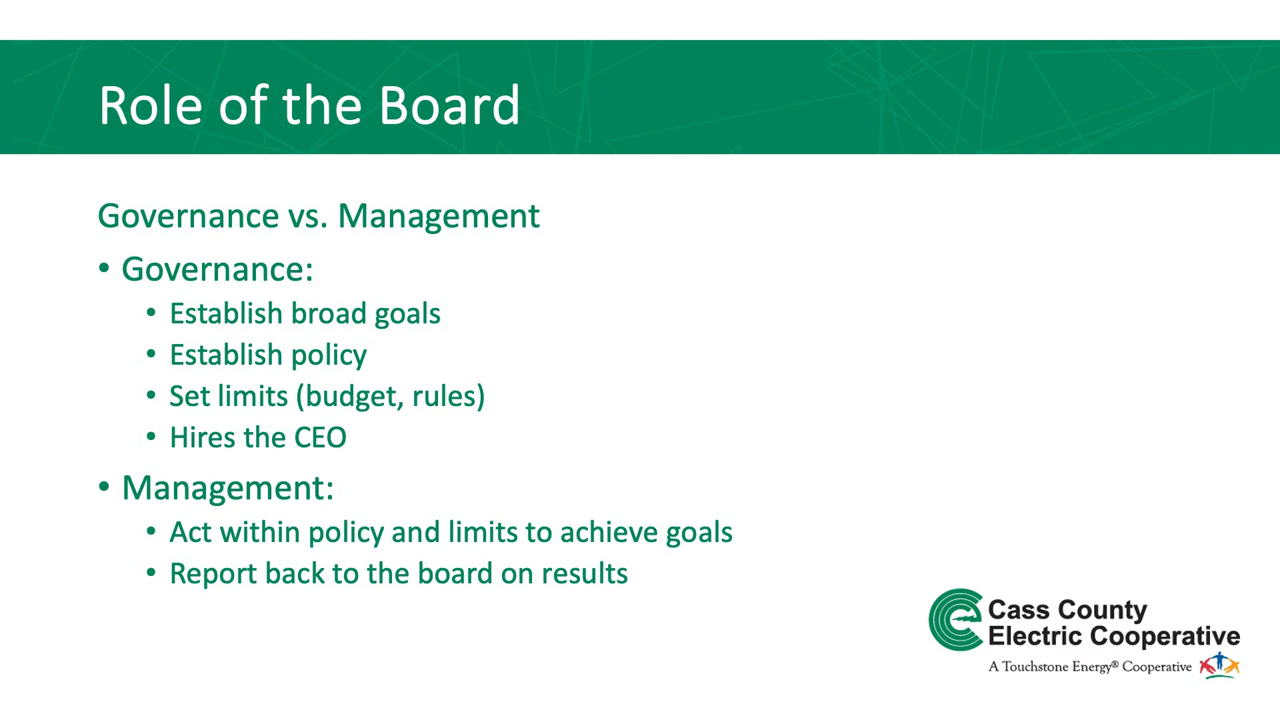 Role of the Board
Governance vs. Management
• Governance:
• Establish broad goals
• Establish policy
• Set limits (budget, rules)
• Hires the CEO
• Management:
• Act within policy and limits to achieve goals
• Report back to the board on results
Cass County
Electric Cooperative
A Touchstone Energy® Cooperative